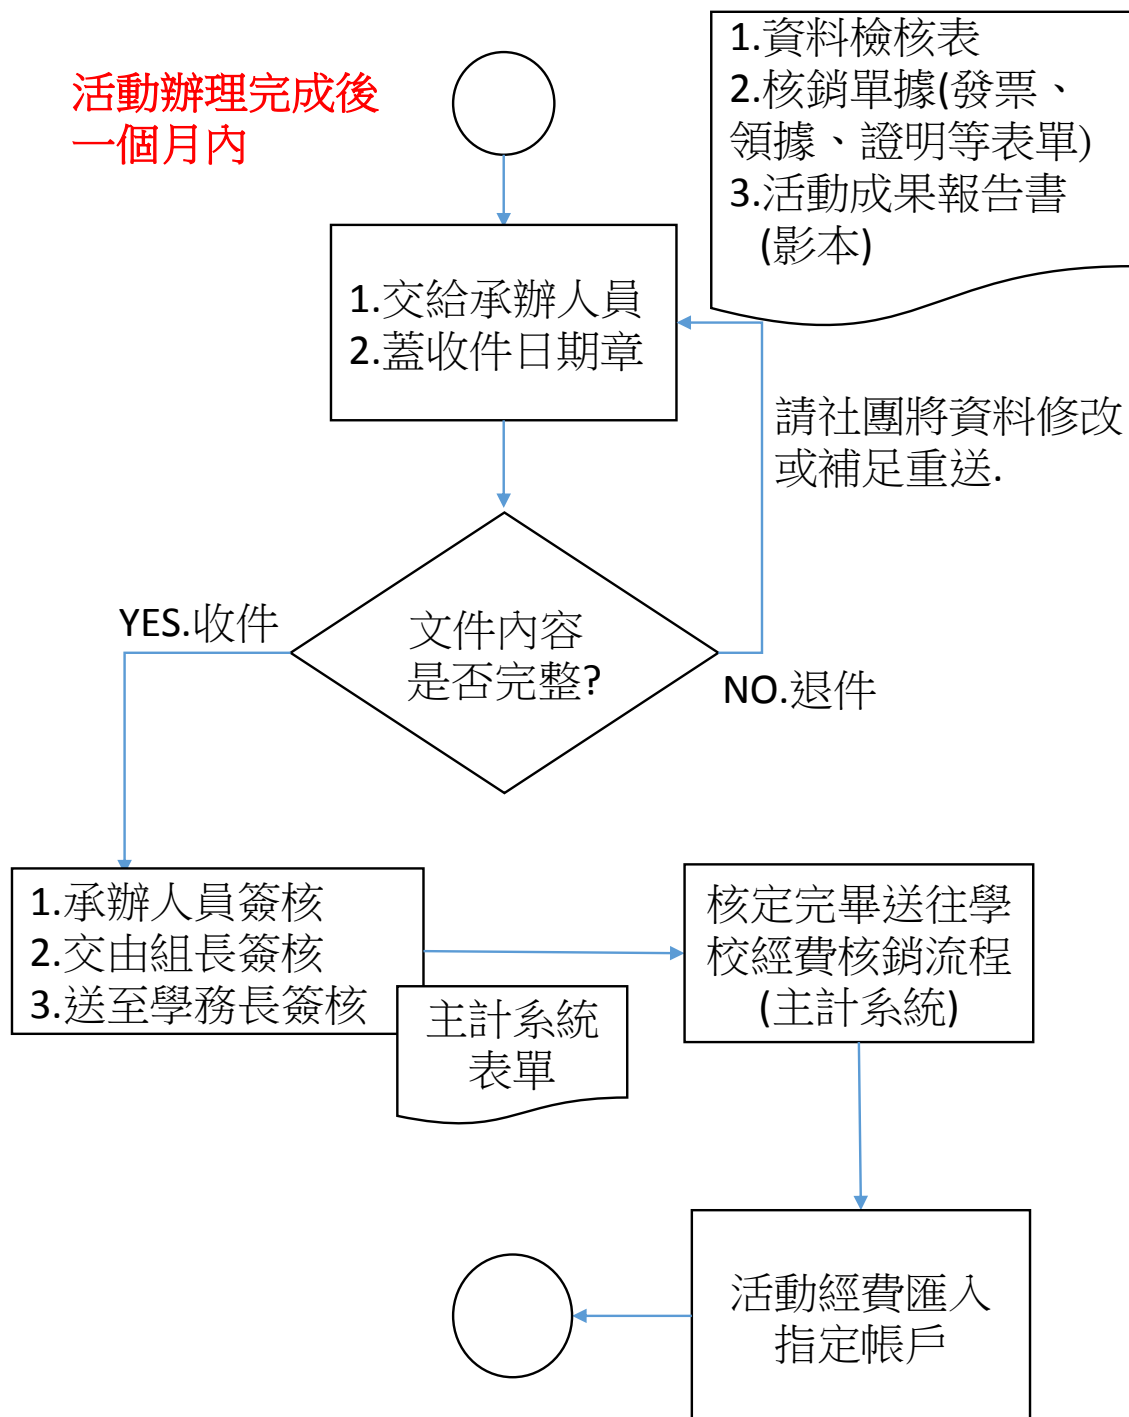 活動辦理完成後
一個月內
1.資料檢核表
2.核銷單據(發票、
領據、證明等表單)
3.活動成果報告書
(影本)
1.交給承辦人員
2.蓋收件日期章
請社團將資料修改
或補足重送.
YES.收件
文件內容
是否完整?
NO.退件
1.承辦人員簽核
2.交由組長簽核
3.送至學務長簽核
主計系統
表單
核定完畢送往學
校經費核銷流程
(主計系統)
活動經費匯入
指定帳戶